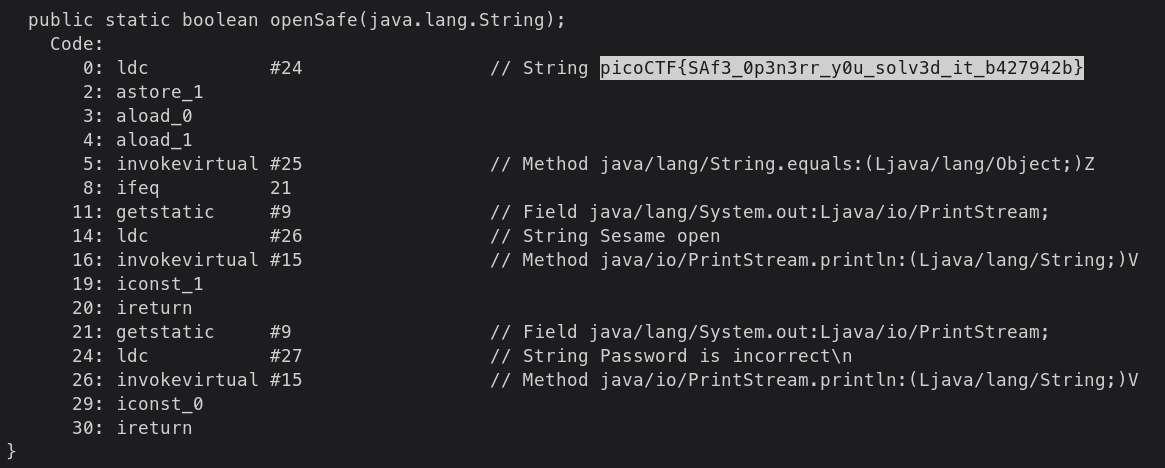 public static boolean openSafe(java.lang.String);
Code:
0: ldc #24 // String picoCTF{SAf3_0p3n3rr_y0u_solv3d_it_b427942b}
2: astore_1
3: aload_0
4: aload_1
5: invokevirtual #25 // Method java/lang/String.equals:(Ljava/lang/Object;)Z
8: ifeq 21
11: getstatic #9 // Field java/lang/System.out:Ljava/io/PrintStream;
14: ldc #26 // String Sesame open
16: invokevirtual #15 // Method java/io/PrintStream.println:(Ljava/lang/String;)V
19: iconst_1
20: ireturn
21: getstatic #9 // Field java/lang/System.out:Ljava/io/PrintStream;
24: ldc #27 // String Password is incorrect\n
26: invokevirtual #15 // Method java/io/PrintStream.println:(Ljava/lang/String;)V
29: iconst_0
30: ireturn
}